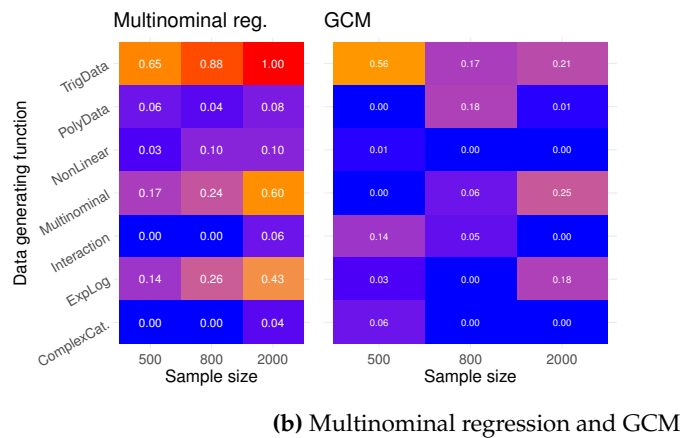 Multinominal reg.
GCM
Data generating function
TrigData 0.65 0.88 1.00 0.56 0.17 0.21
PolyData 0.06 0.04 0.08 0.00 0.18 0.01
NonLinear 0.03 0.10 0.10 0.01 0.00 0.00
Multinominal 0.17 0.24 0.60 0.00 0.06 0.25
Interaction 0.00 0.00 0.06 0.14 0.05 0.00
ExpLog 0.14 0.26 0.43 0.03 0.00 0.18
ComplexCat. 0.00 0.00 0.04 0.06 0.00 0.00
500 800 2000 500 800 2000
Sample size Sample size
(b) Multinominal regression and GCM